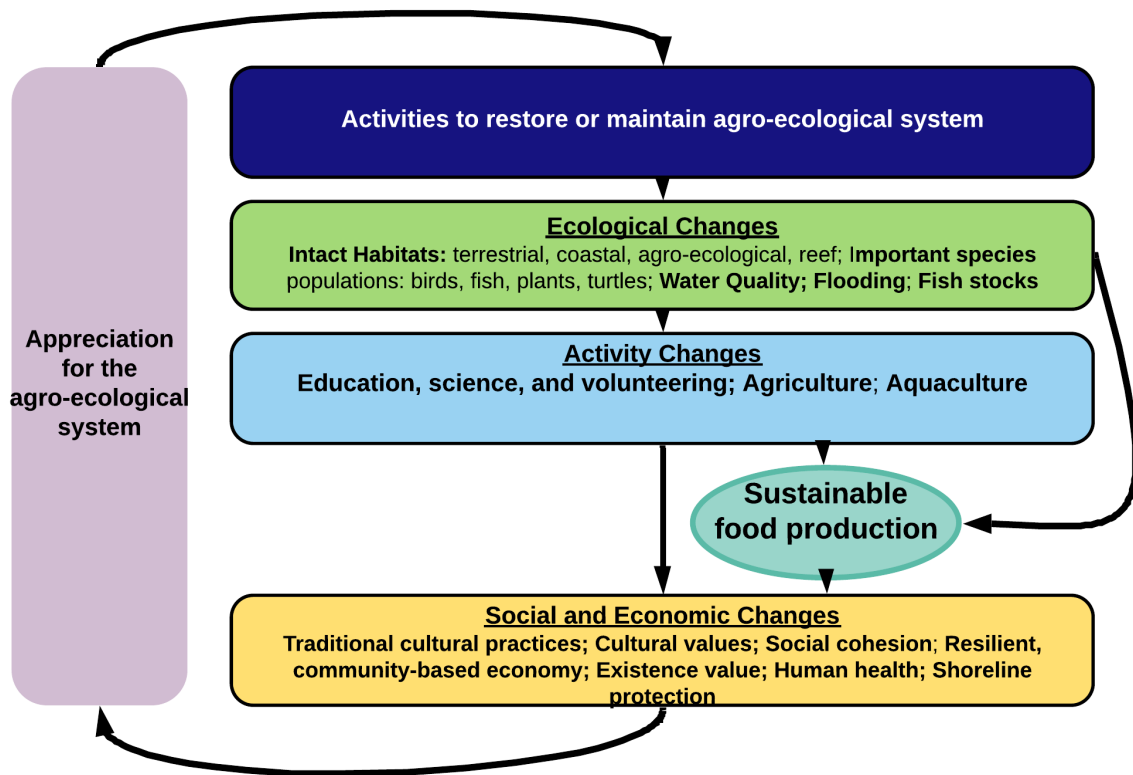 Activities to restore or maintain agro-ecological system
Ecological Changes
Intact Habitats: terrestrial, coastal, agro-ecological, reef; Important species
populations: birds, fish, plants, turtles; Water Quality; Flooding; Fish stocks
Activity Changes
Education, science, and volunteering; Agriculture; Aquaculture
Appreciation
for the
agro-ecological
system
Sustainable
food production
Social and Economic Changes
Traditional cultural practices; Cultural values; Social cohesion; Resilient,
community-based economy; Existence value; Human health; Shoreline
protection